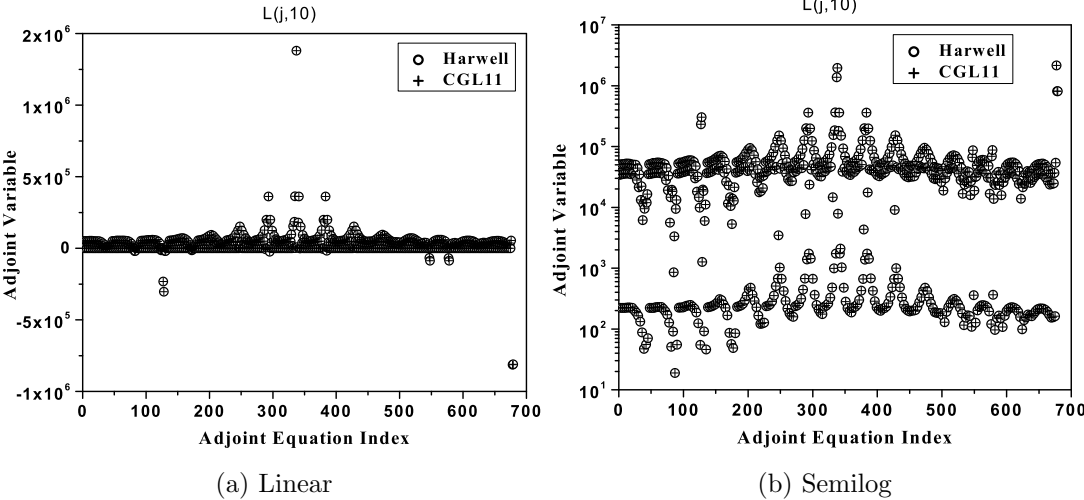 L(j,10)
2x10^6
1x10^6
5x10^5
0
-5x10^5
-1x10^6
0 100 200 300 400 500 600 700
Adjoint Variable
Adjoint Equation Index
Harwell
CGL11
(a) Linear
L(j,10)
10^7
10^6
10^5
10^4
10^3
10^2
10^1
0 100 200 300 400 500 600 700
Adjoint Variable
Adjoint Equation Index
Harwell
CGL11
(b) Semilog